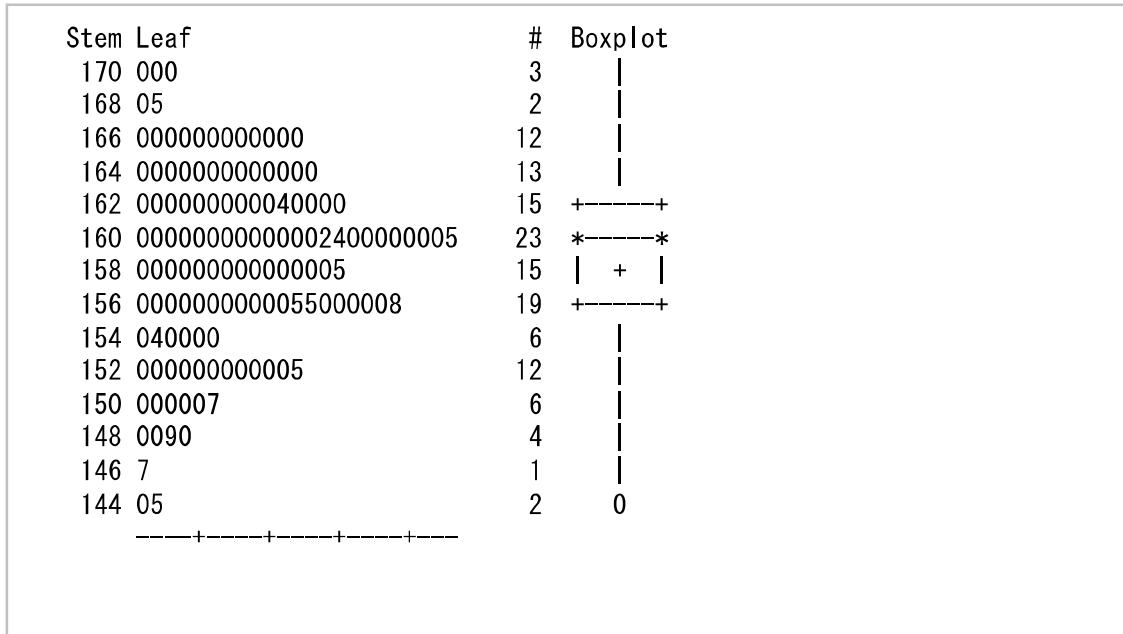 Stem Leaf # Boxplot
170 000 3 |
168 05 2 |
166 000000000000 12 |
164 0000000000000 13 |
162 000000000040000 15 +-----+
160 00000000000002400000005 23 *-----*
158 000000000000005 15 | + |
156 0000000000055000008 19 +-----+
154 040000 6 |
152 000000000005 12 |
150 000007 6 |
148 0090 4 |
146 7 1 |
144 05 2 0
----+----+----+----+---